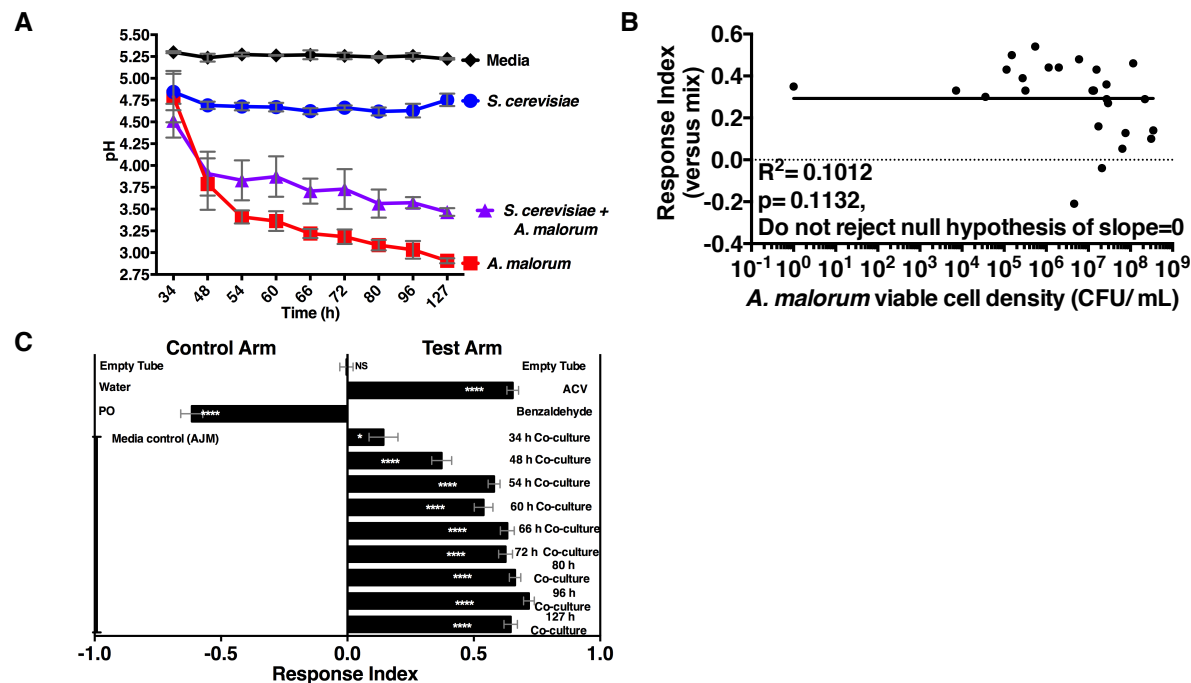 A
5.50
5.25
5.00
4.75
4.50
4.25
4.00
3.75
3.50
3.25
3.00
2.75
pH
34
48
54
60
66
72
80
96
127
Time (h)
Media
S. cerevisiae
S. cerevisiae +
A. malorum
A. malorum
B
0.6
0.4
0.2
0.0
-0.2
-0.4
Response Index
(versus mix)
R²= 0.1012
p= 0.1132,
Do not reject null hypothesis of slope=0
10⁻¹ 10⁰ 10¹ 10² 10³ 10⁴ 10⁵ 10⁶ 10⁷ 10⁸ 10⁹
A. malorum viable cell density (CFU/ mL)
C
Control Arm
Test Arm
Empty Tube
NS
Empty Tube
Water
****
ACV
PO
****
Benzaldehyde
Media control (AJM)
*
34 h Co-culture
****
48 h Co-culture
****
54 h Co-culture
****
60 h Co-culture
****
66 h Co-culture
****
72 h Co-culture
****
80 h
Co-culture
****
96 h
Co-culture
****
127 h
Co-culture
-1.0
-0.5
0.0
0.5
1.0
Response Index